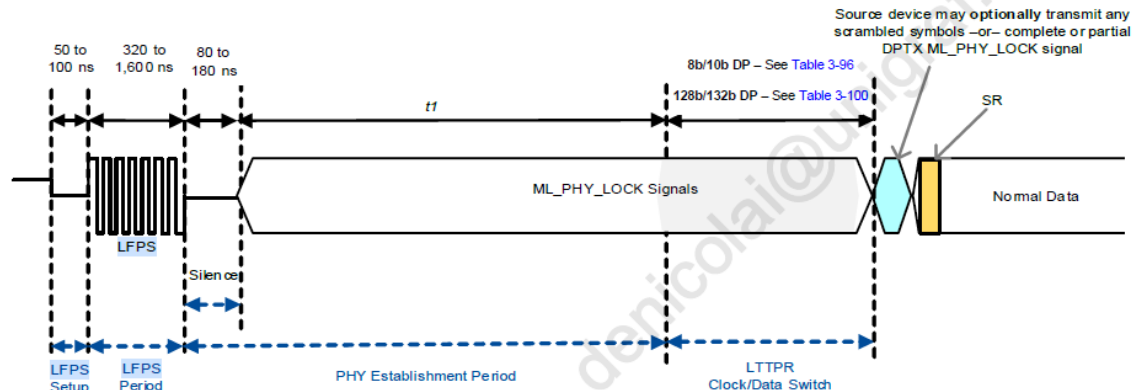 Source device may optionally transmit any
scrambled symbols –or– complete or partial
DPTX ML_PHY_LOCK signal
50 to
100 ns
320 to
1,600 ns
80 to
180 ns
8b/10b DP – See Table 3-96
128b/132b DP – See Table 3-100
t1
SR
ML_PHY_LOCK Signals
Normal Data
LFPS
Silence
LFPS
Setup
LFPS
Period
PHY Establishment Period
LTTPR
Clock/Data Switch
denicolai@unigra